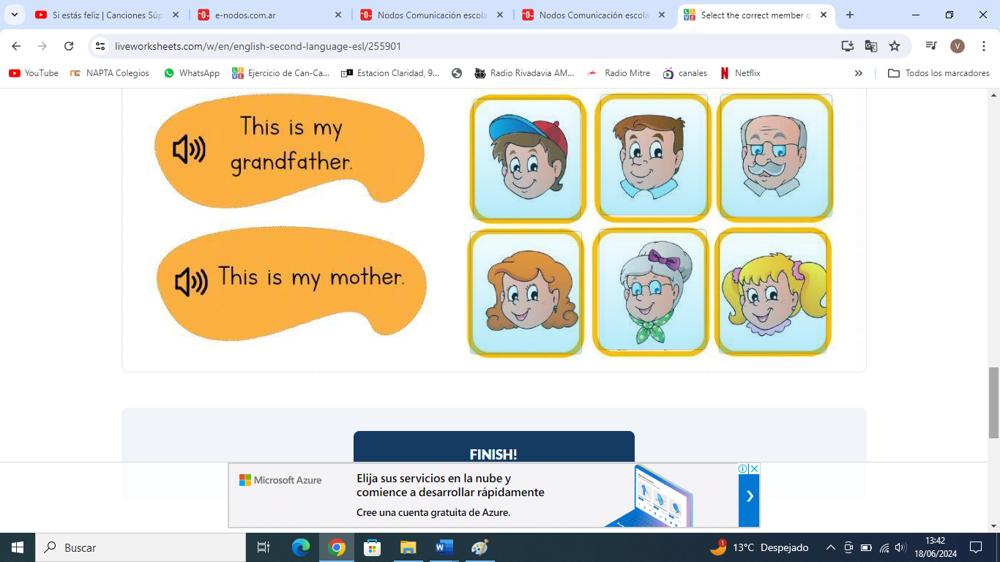 Si estás feliz | Canciones Súp
e-nodos.com.ar
Nodos Comunicación escola
Nodos Comunicación escola
Select the correct member o
liveworksheets.com/w/en/english-second-language-esl/255901
V
YouTube
NAPTA Colegios
WhatsApp
Ejercicio de Can-Ca...
Estacion Claridad, 9...
Radio Rivadavia AM...
Radio Mitre
canales
Netflix
»
Todos los marcadores
This is my
grandfather.
This is my mother.
FINISH!
Microsoft Azure
Elija sus servicios en la nube y
comience a desarrollar rápidamente
Cree una cuenta gratuita de Azure.
Buscar
1
13°C Despejado
13:42
18/06/2024